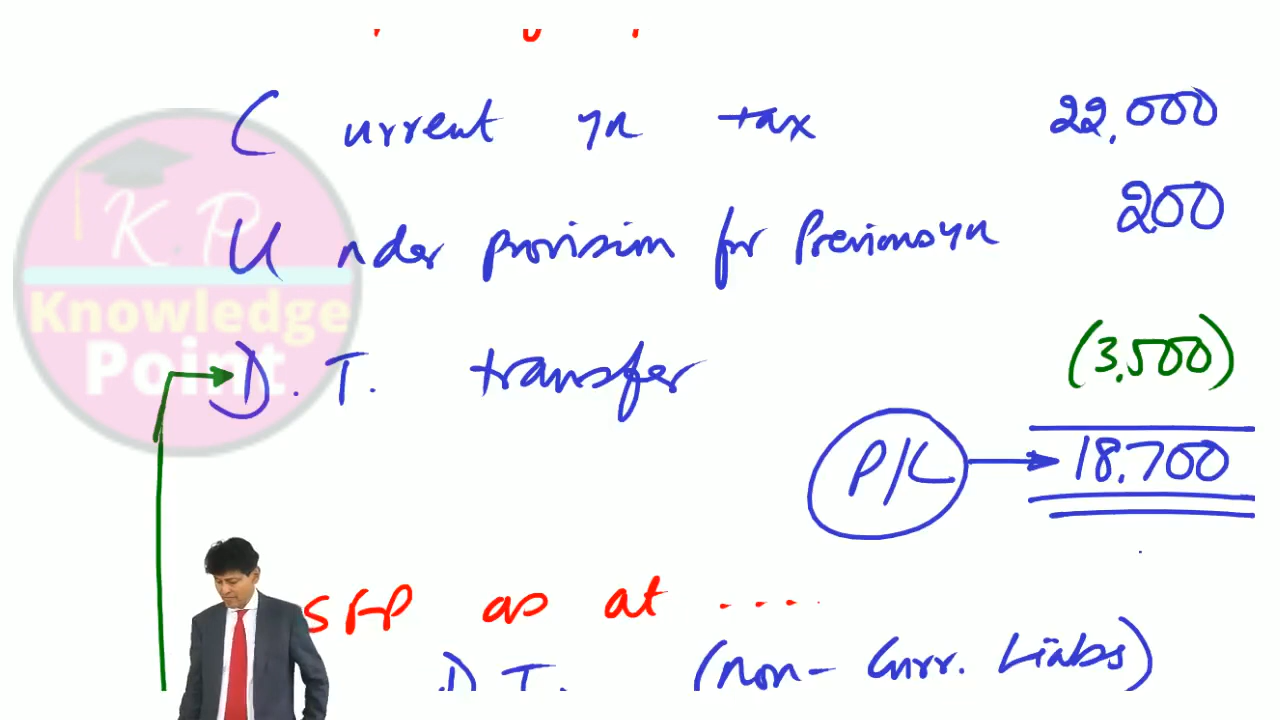 Current yr tax 22,000
Under provision for Previous yr 200
D.T. transfer (3,500)
P/L → 18,700
SFP as at ....
D.T. (non-Curr. Liabs)
K.P
Knowledge
Point